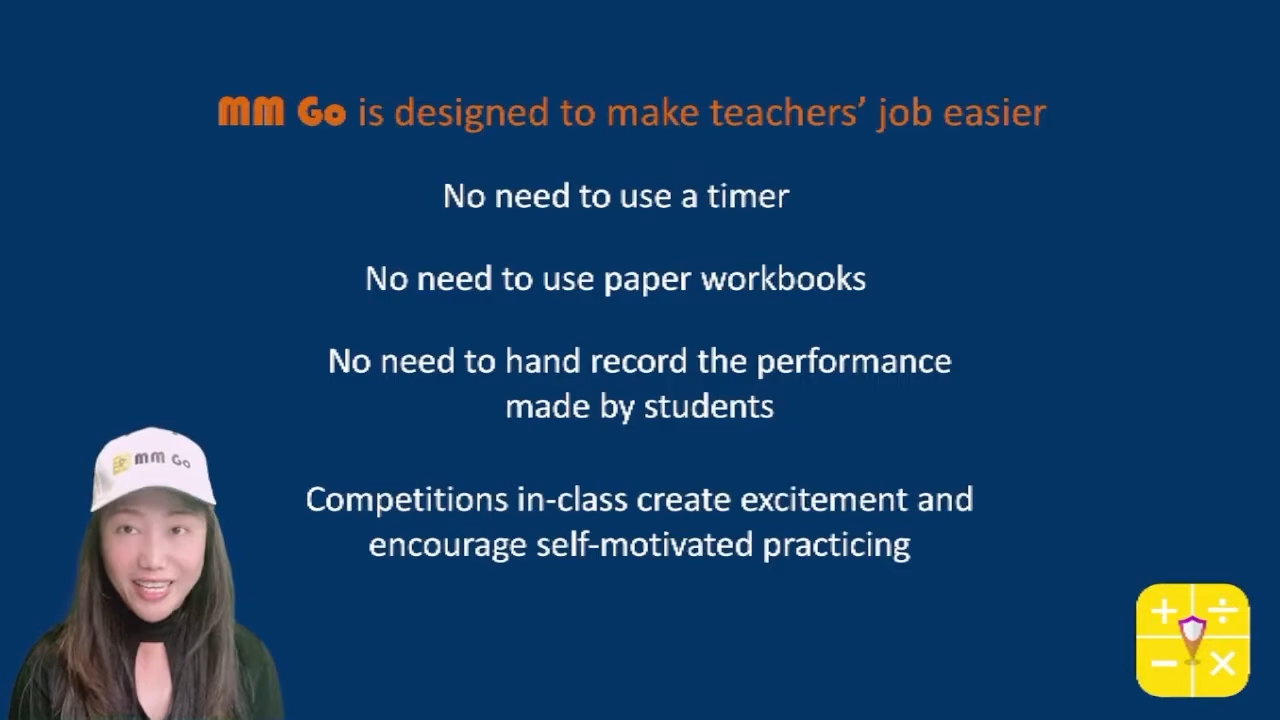 MM Go is designed to make teachers’ job easier
No need to use a timer
No need to use paper workbooks
No need to hand record the performance
made by students
Competitions in-class create excitement and
encourage self-motivated practicing
MM Go
+ ÷
− ×